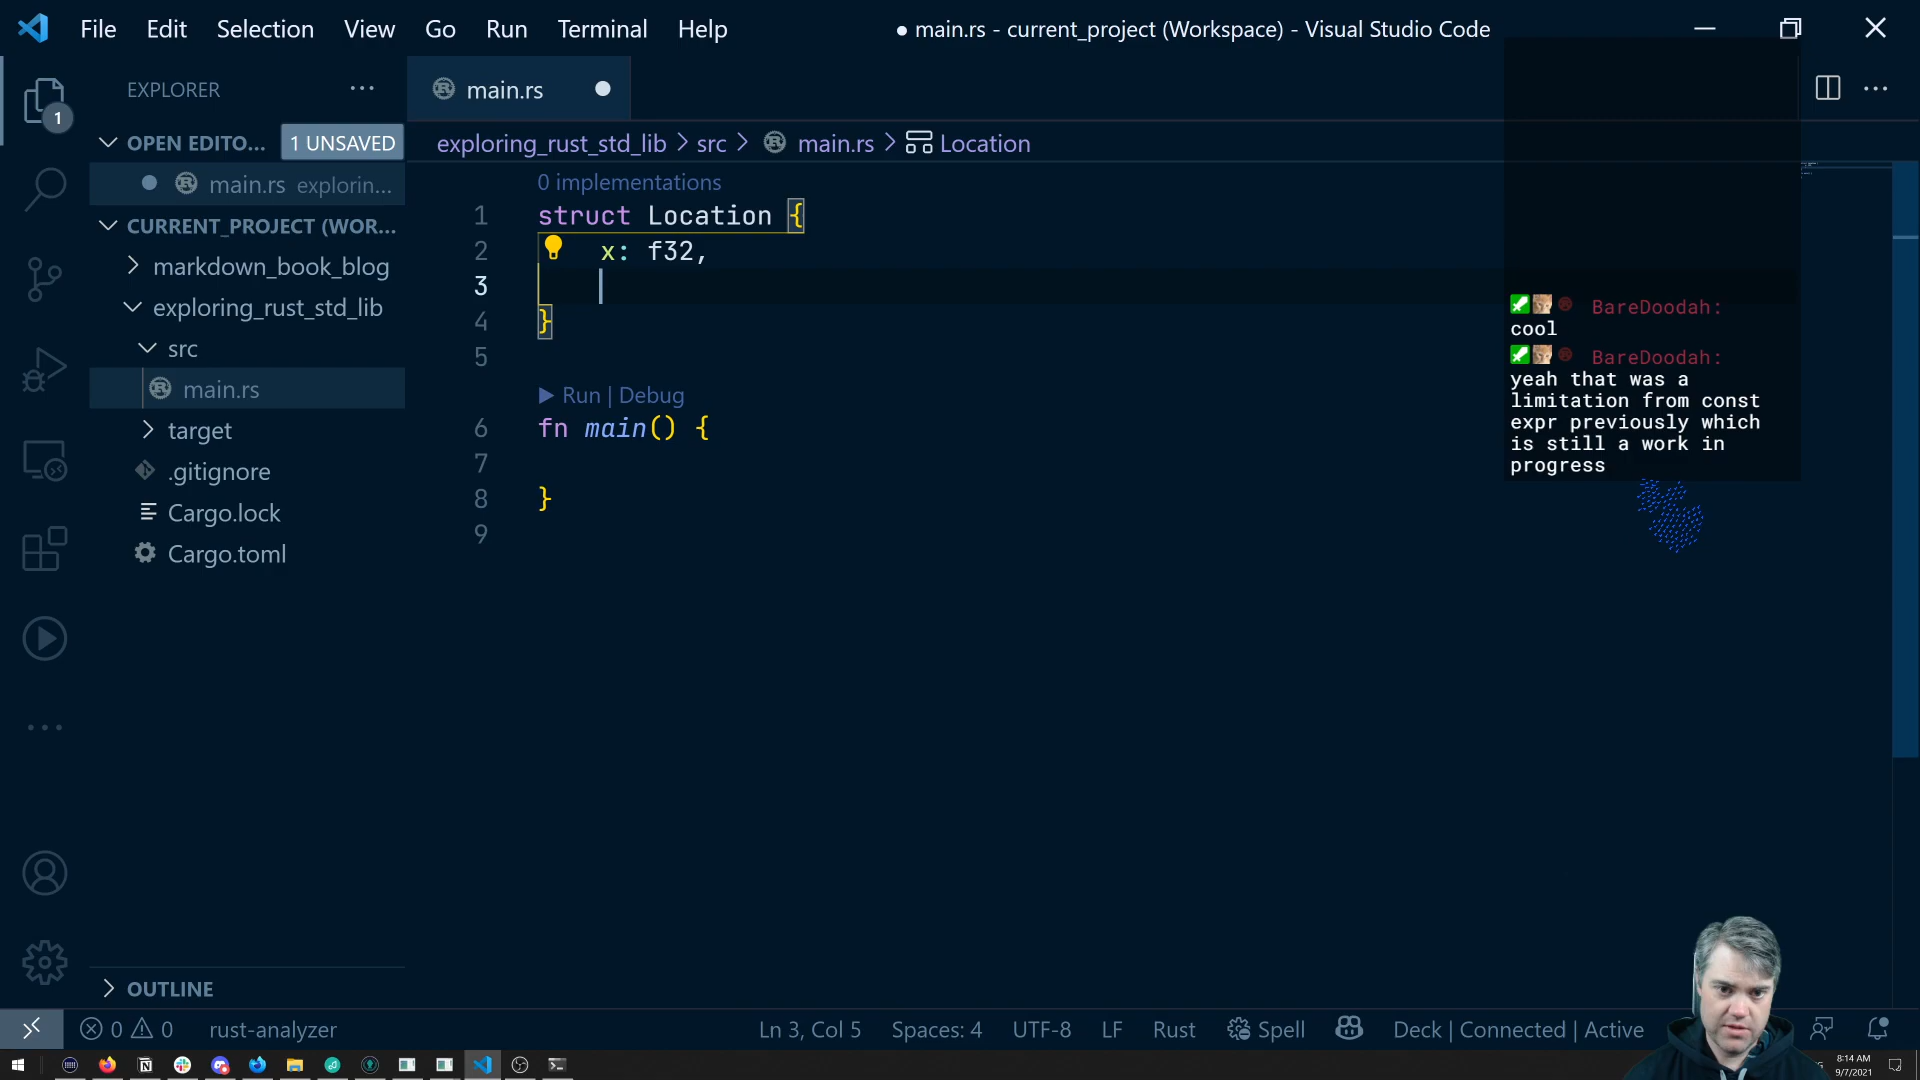 File Edit Selection View Go Run Terminal Help
● main.rs - current_project (Workspace) - Visual Studio Code
EXPLORER
OPEN EDITO... 1 UNSAVED
main.rs explorin...
CURRENT_PROJECT (WOR...
markdown_book_blog
exploring_rust_std_lib
src
main.rs
target
.gitignore
Cargo.lock
Cargo.toml
OUTLINE
1
main.rs
exploring_rust_std_lib > src > main.rs > Location
0 implementations
1 struct Location {
2 x: f32,
3
4 }
5
Run | Debug
6 fn main() {
7
8 }
9
BareDoodah:
cool
BareDoodah:
yeah that was a
limitation from const
expr previously which
is still a work in
progress
0 0 rust-analyzer Ln 3, Col 5 Spaces: 4 UTF-8 LF Rust Spell Deck | Connected | Active
8:14 AM
9/7/2021